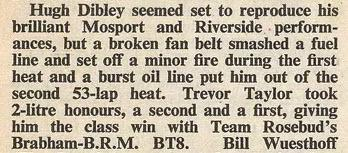 Hugh Dibley seemed set to reproduce his
brilliant Mosport and Riverside perform-
ances, but a broken fan belt smashed a fuel
line and set off a minor fire during the first
heat and a burst oil line put him out of the
second 53-lap heat. Trevor Taylor took
2-litre honours, a second and a first, giving
him the class win with Team Rosebud's
Brabham-B.R.M. BT8. Bill Wuesthoff